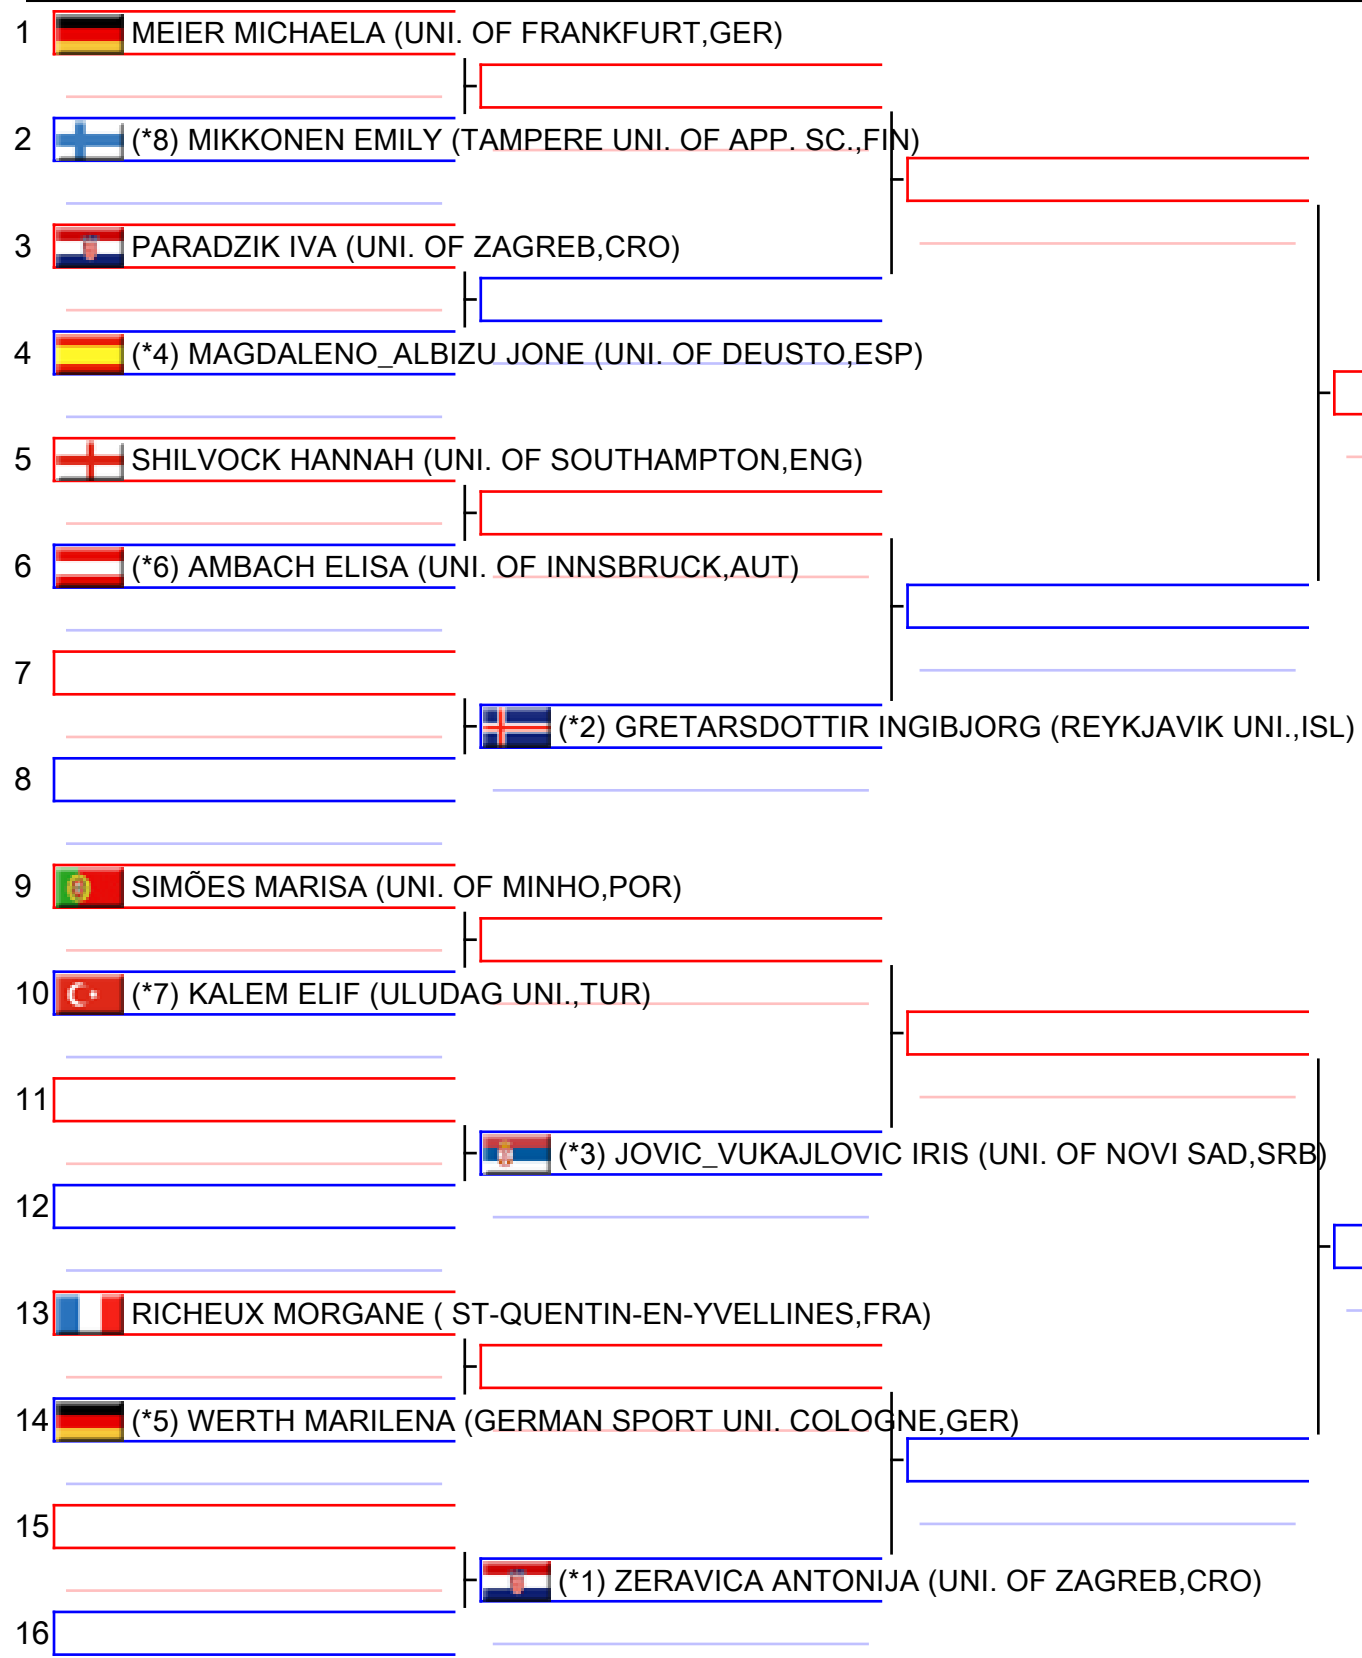 1 MEIER MICHAELA (UNI. OF FRANKFURT,GER)
2 (*8) MIKKONEN EMILY (TAMPERE UNI. OF APP. SC.,FIN)
3 PARADZIK IVA (UNI. OF ZAGREB,CRO)
4 (*4) MAGDALENO_ALBIZU JONE (UNI. OF DEUSTO,ESP)
5 SHILVOCK HANNAH (UNI. OF SOUTHAMPTON,ENG)
6 (*6) AMBACH ELISA (UNI. OF INNSBRUCK,AUT)
7
(*2) GRETARSDOTTIR INGIBJORG (REYKJAVIK UNI.,ISL)
8
9 SIMÕES MARISA (UNI. OF MINHO,POR)
10 (*7) KALEM ELIF (ULUDAG UNI.,TUR)
11
(*3) JOVIC_VUKAJLOVIC IRIS (UNI. OF NOVI SAD,SRB)
12
13 RICHEUX MORGANE ( ST-QUENTIN-EN-YVELLINES,FRA)
14 (*5) WERTH MARILENA (GERMAN SPORT UNI. COLOGNE,GER)
15
(*1) ZERAVICA ANTONIJA (UNI. OF ZAGREB,CRO)
16